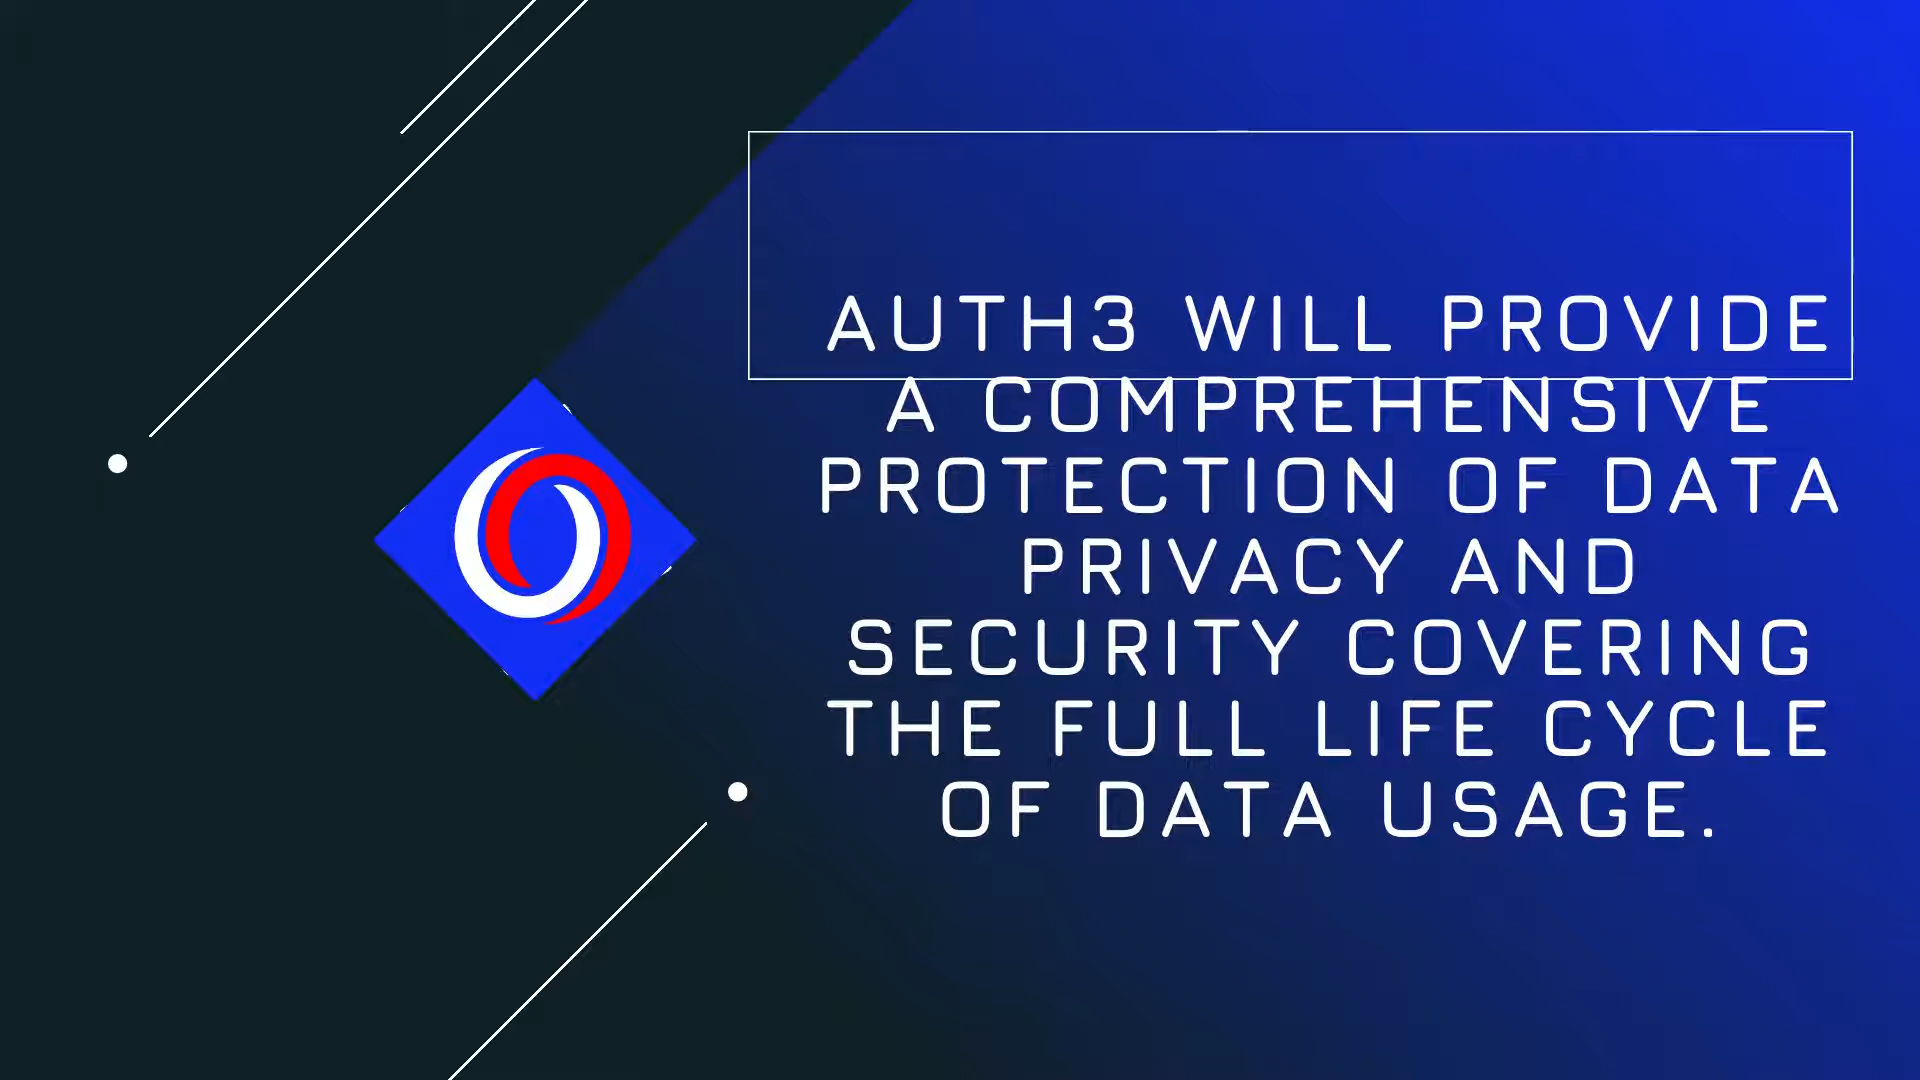 AUTH3 WILL PROVIDE
A COMPREHENSIVE
PROTECTION OF DATA
PRIVACY AND
SECURITY COVERING
THE FULL LIFE CYCLE
OF DATA USAGE.